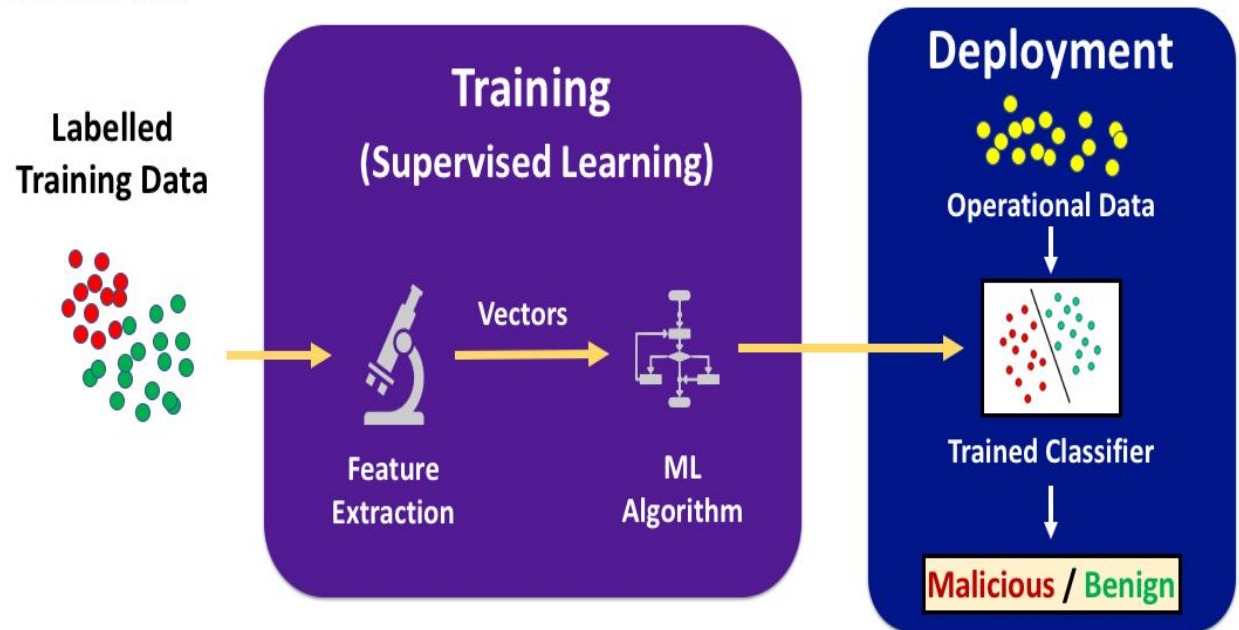 Labelled
Training Data
Training
(Supervised Learning)
Vectors
Feature
Extraction
ML
Algorithm
Deployment
Operational Data
Trained Classifier
Malicious / Benign